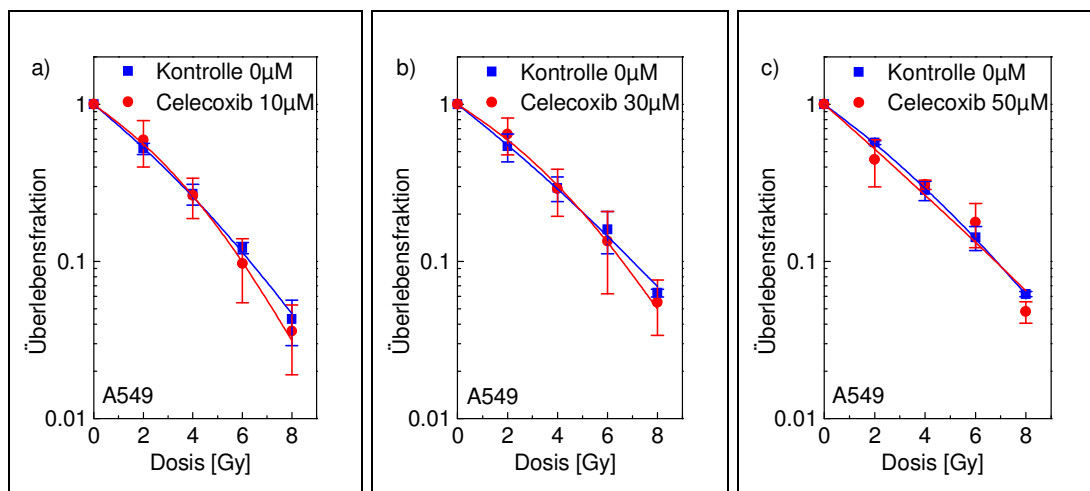 a)
Kontrolle 0µM
Celecoxib 10µM
1
0.1
0.01
Überlebensfraktion
A549
0 2 4 6 8
Dosis [Gy]
b)
Kontrolle 0µM
Celecoxib 30µM
1
0.1
0.01
Überlebensfraktion
A549
0 2 4 6 8
Dosis [Gy]
c)
Kontrolle 0µM
Celecoxib 50µM
1
0.1
0.01
Überlebensfraktion
A549
0 2 4 6 8
Dosis [Gy]